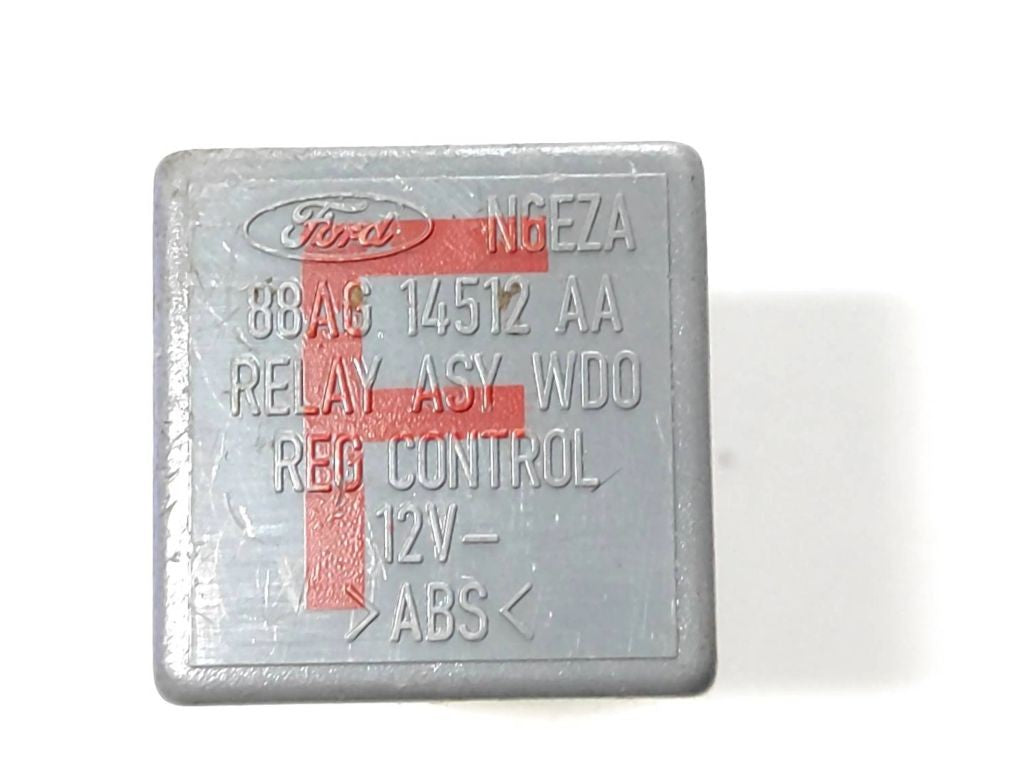 Ford NGEZA
88AG 14512 AA
RELAY ASY WDO
REG CONTROL
12V–
>ABS<
F